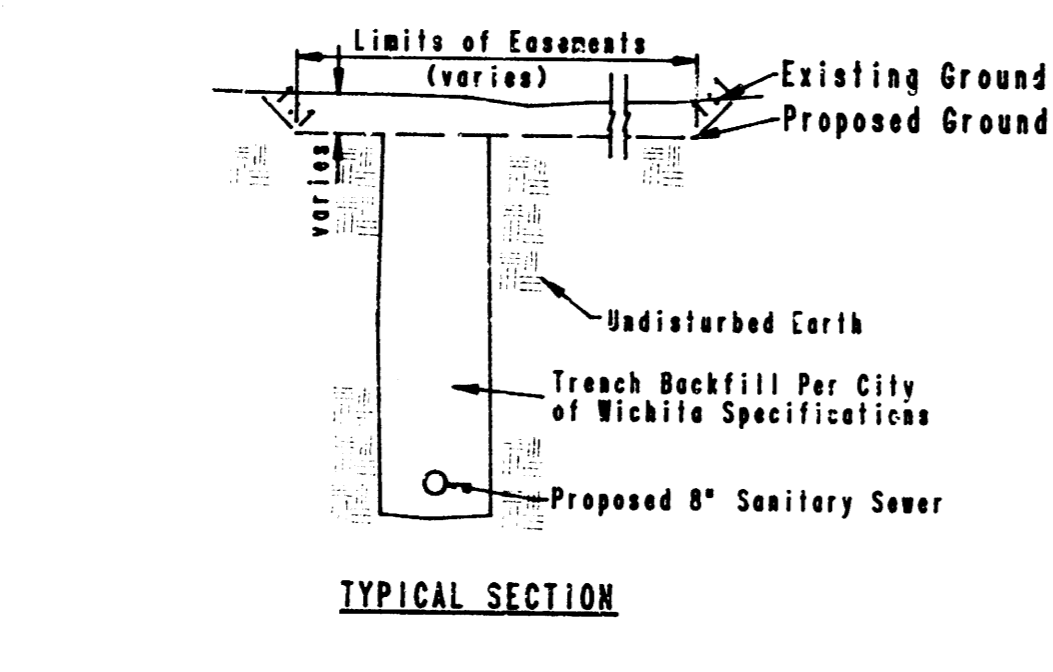 Limits of Easements
(varies)
Existing Ground
Proposed Ground
varies
Undisturbed Earth
Trench Backfill Per City
of Wichita Specifications
Proposed 8" Sanitary Sewer
TYPICAL SECTION